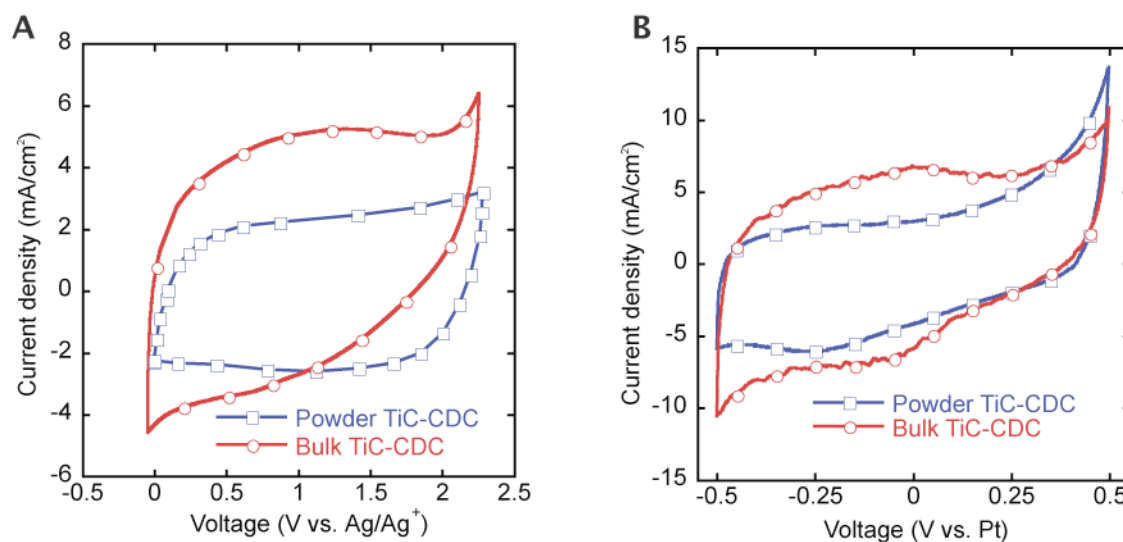 A
8
6
4
2
0
-2
-4
-6
Current density (mA/cm²)
-0.5
0
0.5
1
1.5
2
2.5
Voltage (V vs. Ag/Ag⁺)
Powder TiC-CDC
Bulk TiC-CDC
B
15
10
5
0
-5
-10
-15
Current density (mA/cm²)
-0.5
-0.25
0
0.25
0.5
Voltage (V vs. Pt)
Powder TiC-CDC
Bulk TiC-CDC